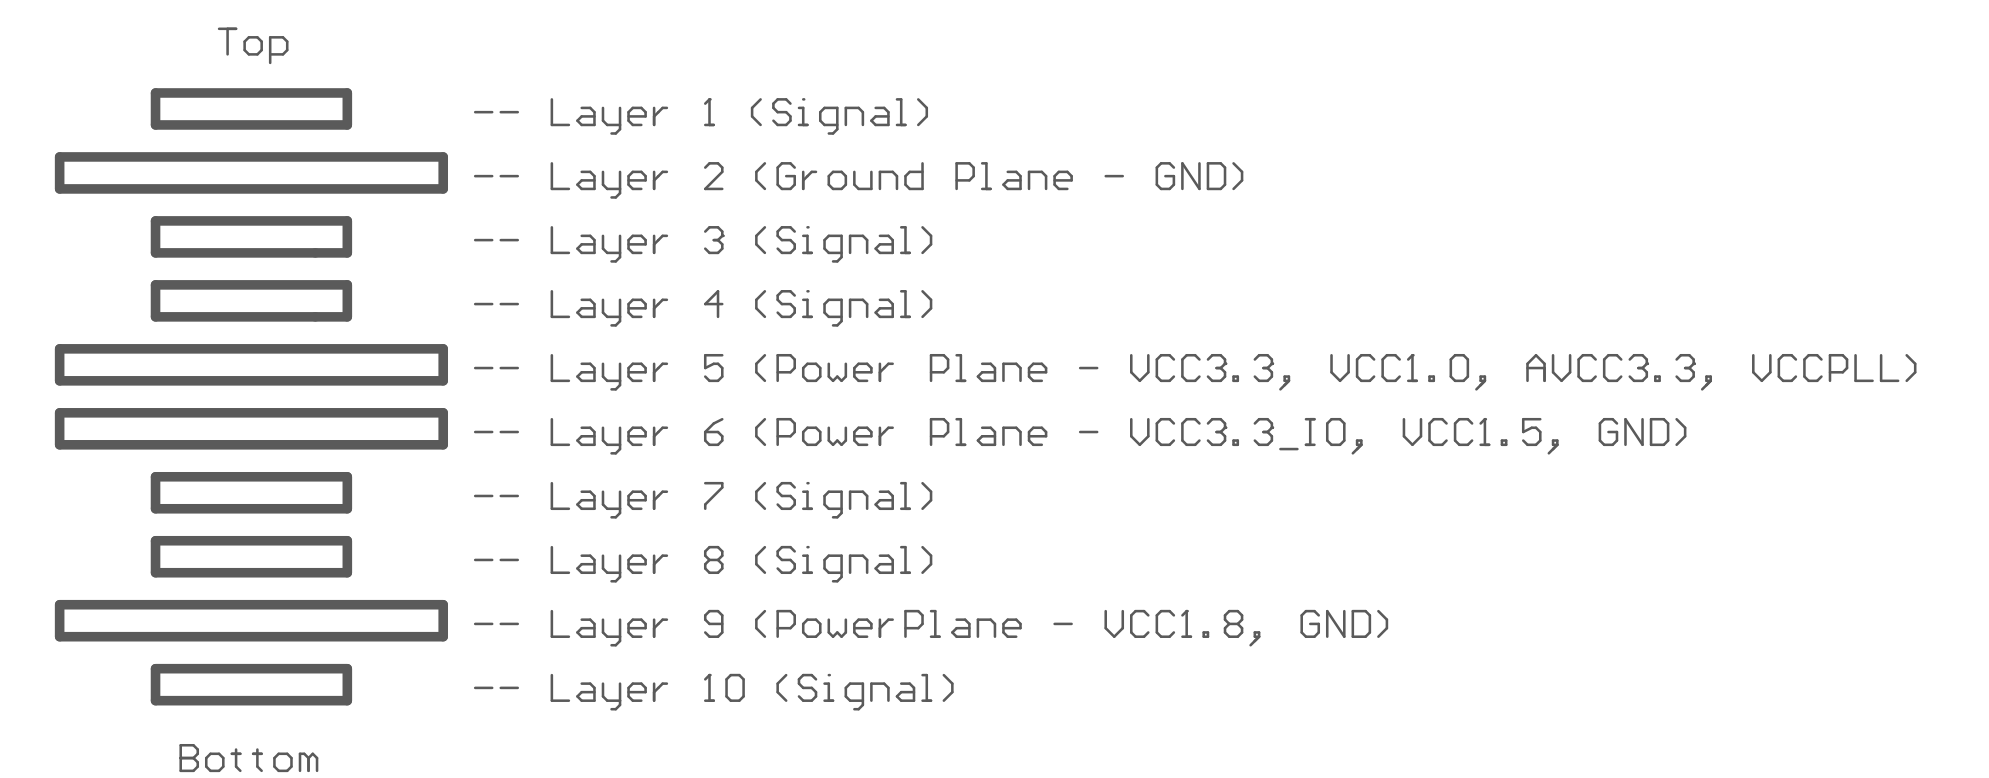 Top
-- Layer 1 (Signal)
-- Layer 2 (Ground Plane - GND)
-- Layer 3 (Signal)
-- Layer 4 (Signal)
-- Layer 5 (Power Plane - VCC3.3, VCC1.0, AVCC3.3, VCCPLL)
-- Layer 6 (Power Plane - VCC3.3_IO, VCC1.5, GND)
-- Layer 7 (Signal)
-- Layer 8 (Signal)
-- Layer 9 (PowerPlane - VCC1.8, GND)
-- Layer 10 (Signal)
Bottom